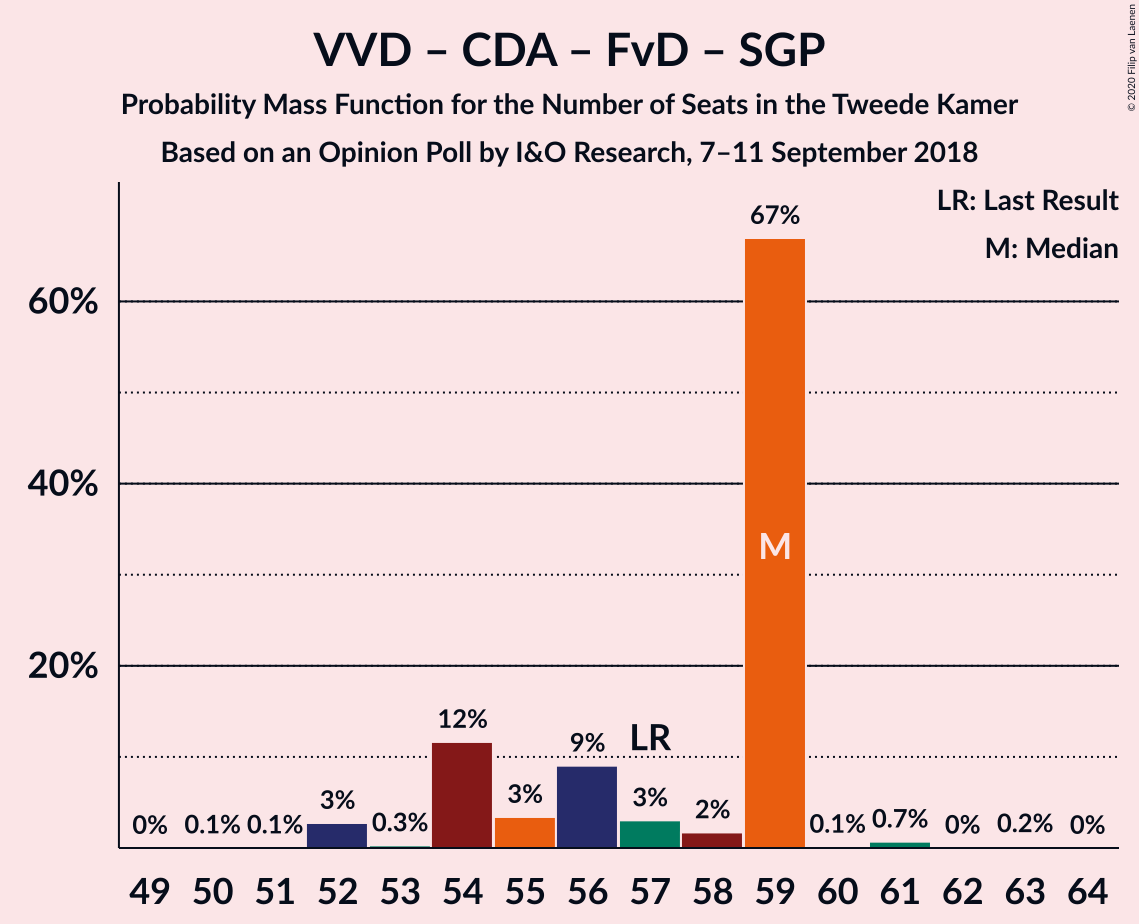 VVD – CDA – FvD – SGP
Probability Mass Function for the Number of Seats in the Tweede Kamer
Based on an Opinion Poll by I&O Research, 7–11 September 2018
© 2020 Filip van Laenen
LR: Last Result
M: Median
60%
40%
20%
0%
0.1%
0.1%
3%
0.3%
12%
3%
9%
LR
3%
2%
67%
M
0.1%
0.7%
0%
0.2%
0%
49 50 51 52 53 54 55 56 57 58 59 60 61 62 63 64